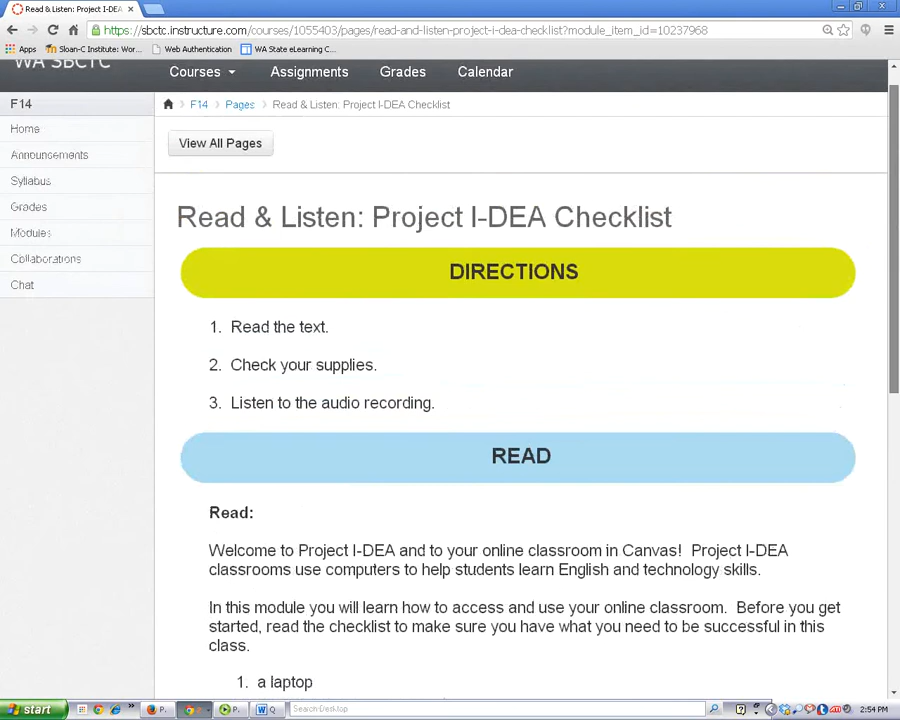 Read & Listen: Project I-DEA
https://sbctc.instructure.com/courses/1055403/pages/read-and-listen-project-i-dea-checklist?module_item_id=10237968
Apps Sloan-C Institute: Wor... Web Authentication WA State eLearning C...
WA SBCTC
Courses Assignments Grades Calendar
F14
Home
Announcements
Syllabus
Grades
Modules
Collaborations
Chat
F14 Pages Read & Listen: Project I-DEA Checklist
View All Pages
Read & Listen: Project I-DEA Checklist
DIRECTIONS
1. Read the text.
2. Check your supplies.
3. Listen to the audio recording.
READ
Read:
Welcome to Project I-DEA and to your online classroom in Canvas! Project I-DEA
classrooms use computers to help students learn English and technology skills.
In this module you will learn how to access and use your online classroom. Before you get
started, read the checklist to make sure you have what you need to be successful in this
class.
1. a laptop
start P. P. Q Search Desktop 2:54 PM